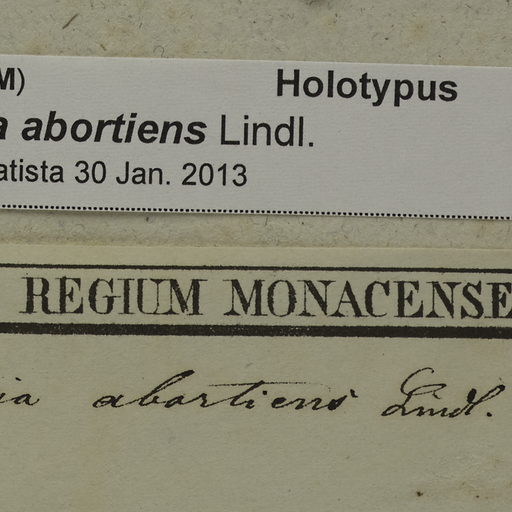 M) Holotypus
a abortiens Lindl.
atista 30 Jan. 2013
REGIUM MONACENSE
ia abortiens Lindl.